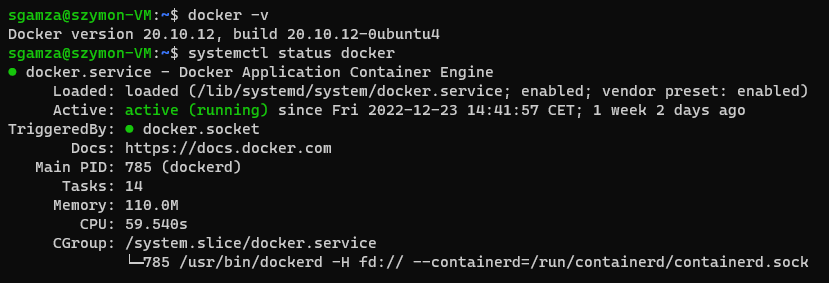 sgamza@szymon-VM:~$ docker -v
Docker version 20.10.12, build 20.10.12-0ubuntu4
sgamza@szymon-VM:~$ systemctl status docker
● docker.service - Docker Application Container Engine
     Loaded: loaded (/lib/systemd/system/docker.service; enabled; vendor preset: enabled)
     Active: active (running) since Fri 2022-12-23 14:41:57 CET; 1 week 2 days ago
TriggeredBy: ● docker.socket
       Docs: https://docs.docker.com
   Main PID: 785 (dockerd)
      Tasks: 14
     Memory: 110.0M
        CPU: 59.540s
     CGroup: /system.slice/docker.service
             └─785 /usr/bin/dockerd -H fd:// --containerd=/run/containerd/containerd.sock